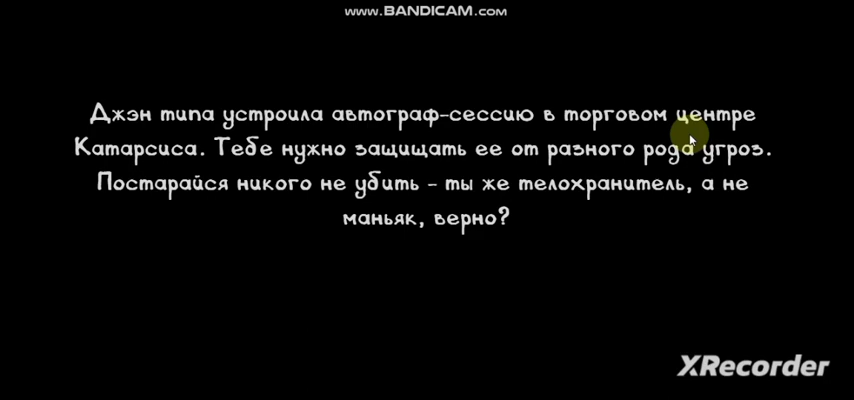 www.BANDICAM.com
Джэн типа устроила автограф-сессию в торговом центре
Катарсиса. Тебе нужно защищать ее от разного рода угроз.
Постарайся никого не убить - ты же телохранитель, а не
маньяк, верно?
XRecorder